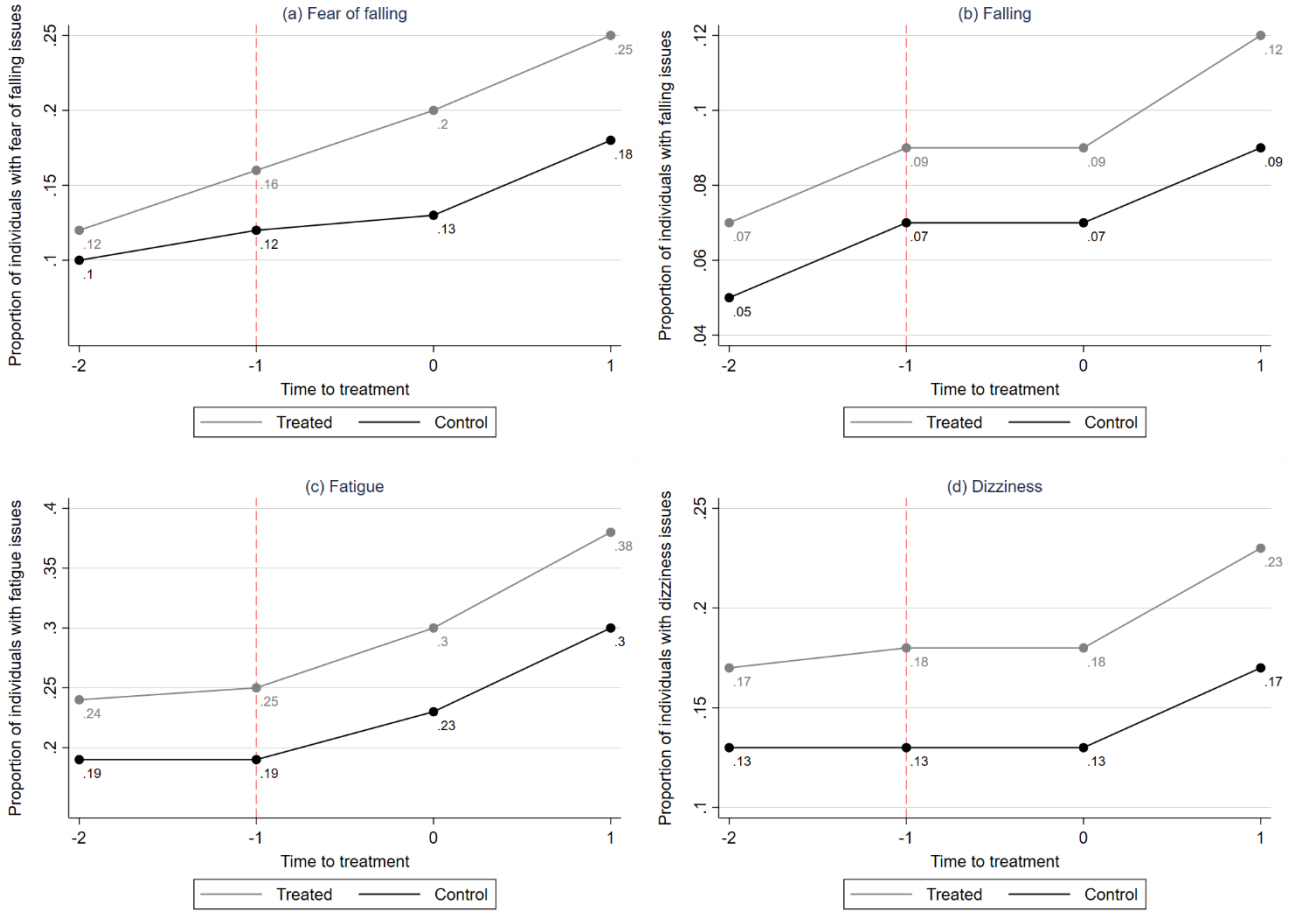 (a) Fear of falling
Proportion of individuals with fear of falling issues
.25
.2
.15
.1
.12
.16
.2
.25
.1
.12
.13
.18
-2 -1 0 1
Time to treatment
Treated Control
(b) Falling
Proportion of individuals with falling issues
.12
.1
.08
.06
.04
.07
.09
.09
.12
.05
.07
.07
.09
-2 -1 0 1
Time to treatment
Treated Control
(c) Fatigue
Proportion of individuals with fatigue issues
.4
.35
.3
.25
.2
.24
.25
.3
.38
.19
.19
.23
.3
-2 -1 0 1
Time to treatment
Treated Control
(d) Dizziness
Proportion of individuals with dizziness issues
.25
.2
.15
.1
.17
.18
.18
.23
.13
.13
.13
.17
-2 -1 0 1
Time to treatment
Treated Control